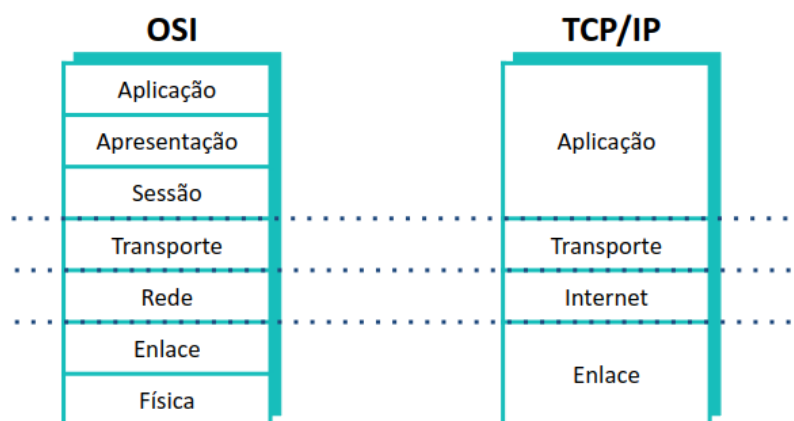 OSI
Aplicação
Apresentação
Sessão
Transporte
Rede
Enlace
Física
TCP/IP
Aplicação
Transporte
Internet
Enlace